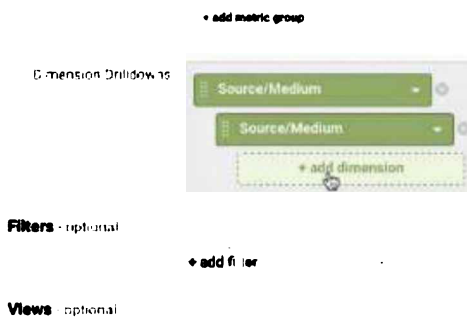 + add metric group
Dimension Drilldowns
Source/Medium
Source/Medium
+ add dimension
Filters - optional
+ add filter
Views - optional